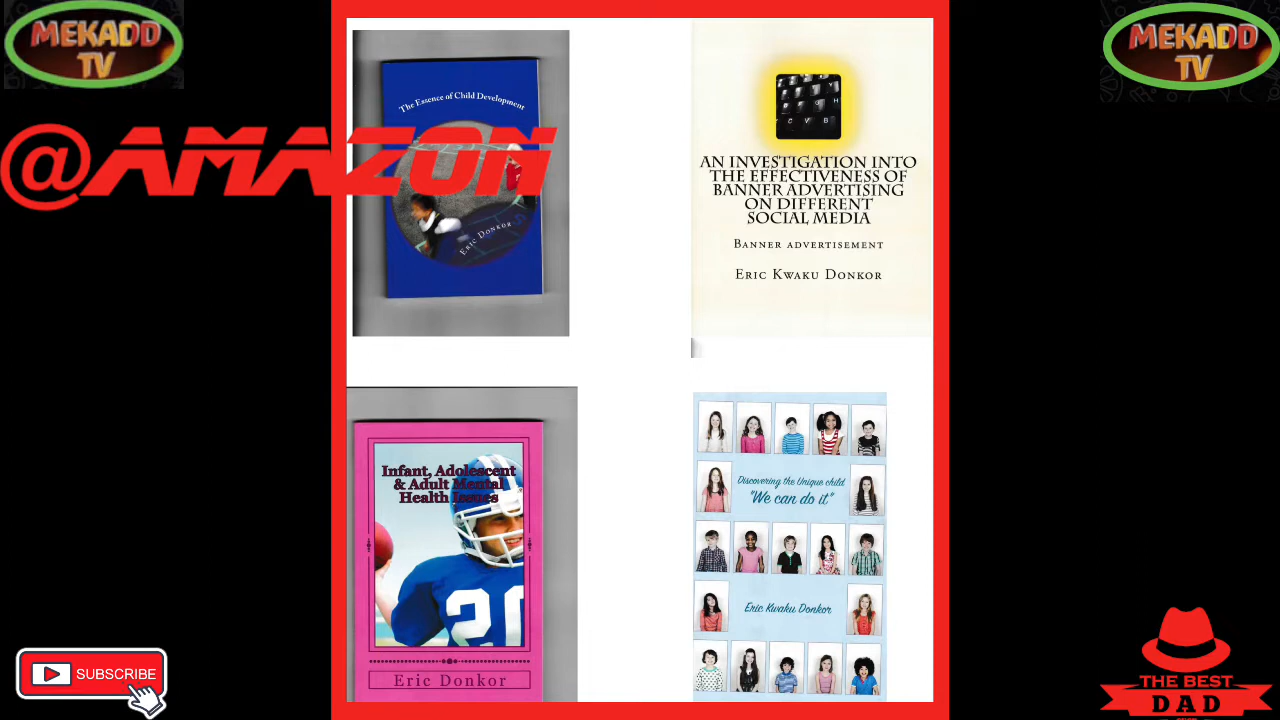 MEKADD
TV
MEKADD
TV
@AMAZON
The Essence of Child Development
Eric Donkor
AN INVESTIGATION INTO
THE EFFECTIVENESS OF
BANNER ADVERTISING
ON DIFFERENT
SOCIAL MEDIA
Banner advertisement
Eric Kwaku Donkor
Infant, Adolescent
& Adult Mental
Health Issues
20
Eric Donkor
Discovering the Unique child
"We can do it"
Eric Kwaku Donkor
SUBSCRIBE
THE BEST
DAD